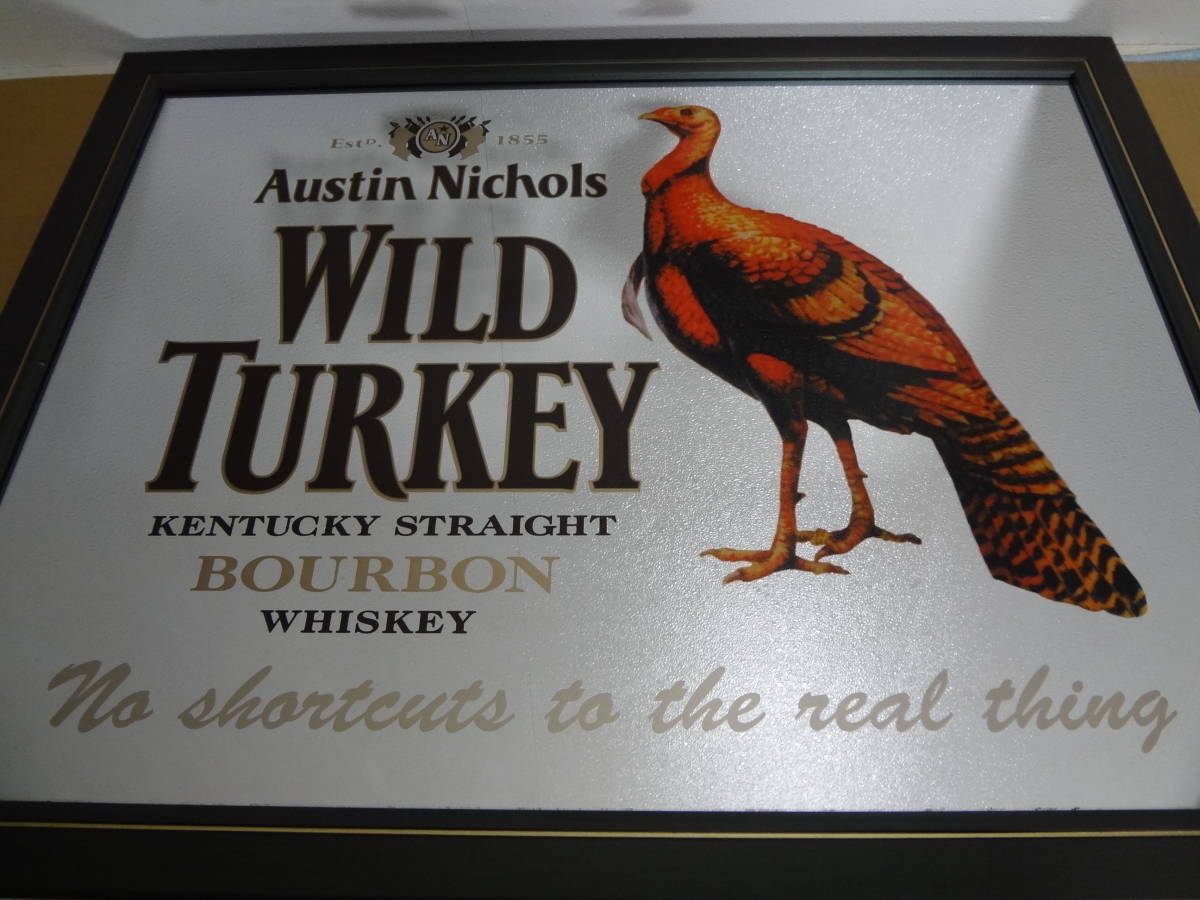 Estᴰ. AN 1855
Austin Nichols
WILD
TURKEY
KENTUCKY STRAIGHT
BOURBON
WHISKEY
No shortcuts to the real thing